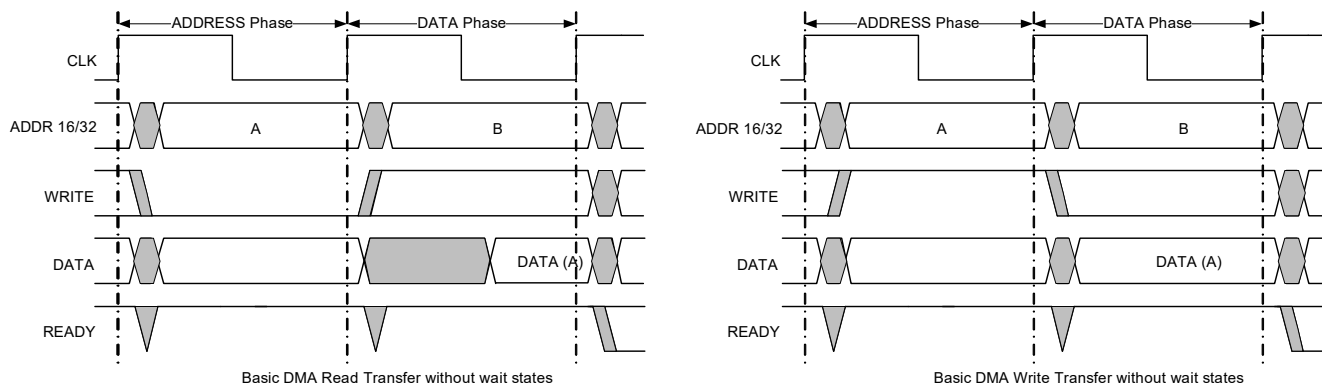 ADDRESS Phase DATA Phase
CLK
ADDR 16/32 A B
WRITE
DATA DATA (A)
READY
Basic DMA Read Transfer without wait states
ADDRESS Phase DATA Phase
CLK
ADDR 16/32 A B
WRITE
DATA DATA (A)
READY
Basic DMA Write Transfer without wait states